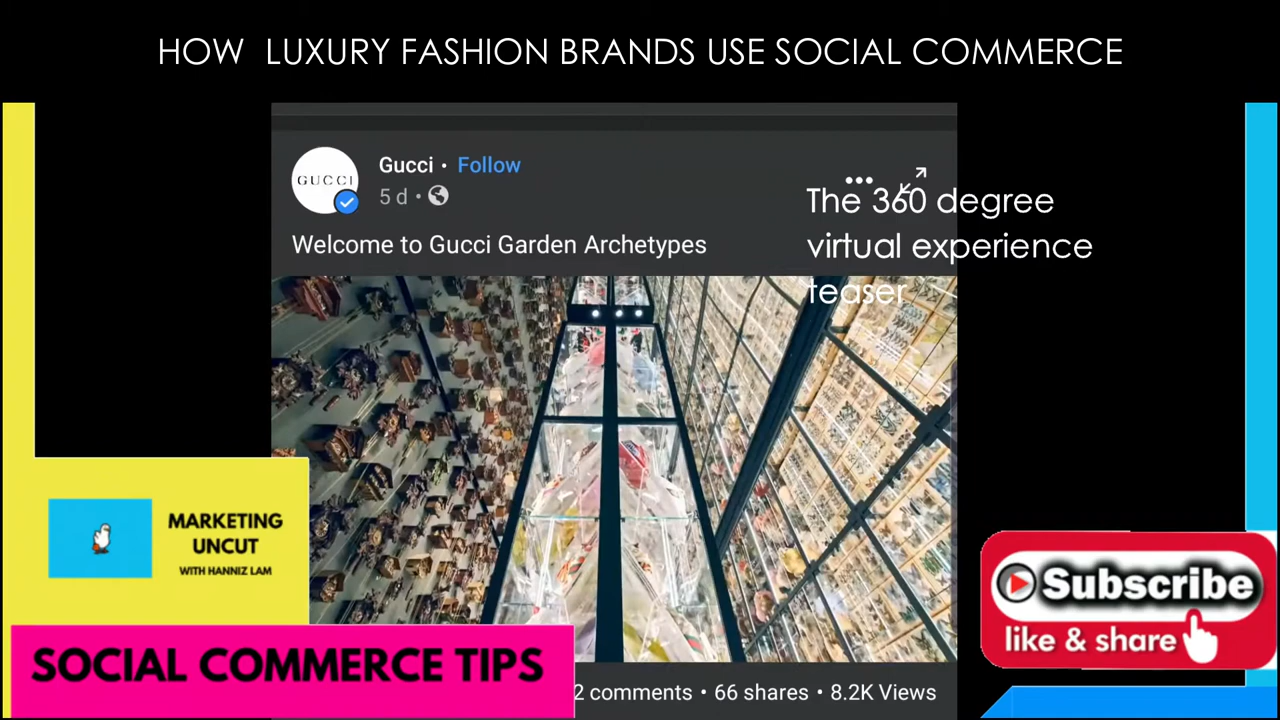 HOW LUXURY FASHION BRANDS USE SOCIAL COMMERCE
GUCCI
Gucci • Follow
5 d •
Welcome to Gucci Garden Archetypes
The 360 degree
virtual experience
teaser
MARKETING
UNCUT
WITH HANNIZ LAM
SOCIAL COMMERCE TIPS
2 comments • 66 shares • 8.2K Views
Subscribe
like & share